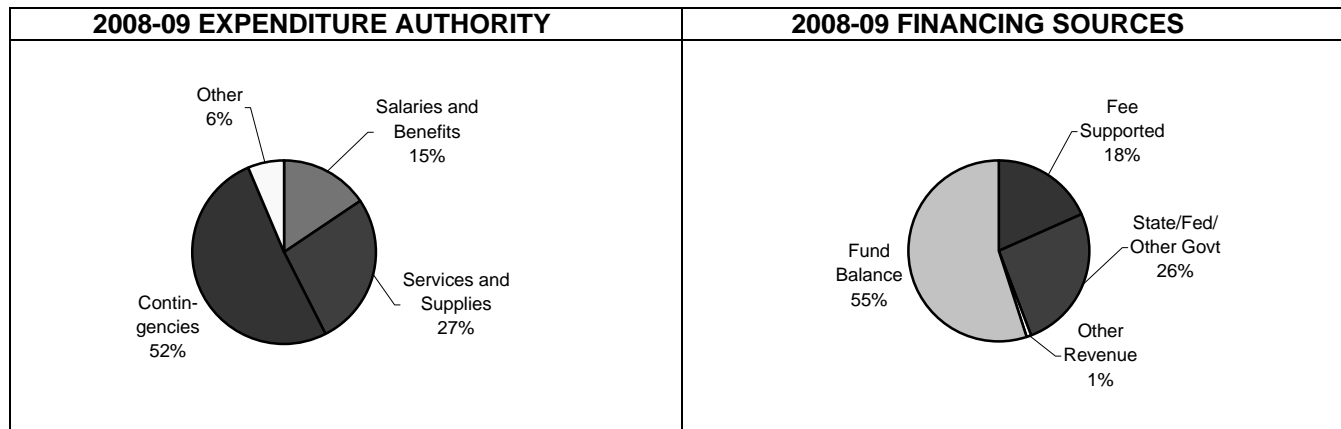 2008-09 EXPENDITURE AUTHORITY
Other
6%
Salaries and
Benefits
15%
Services and
Supplies
27%
Contin-
gencies
52%
2008-09 FINANCING SOURCES
Fee
Supported
18%
State/Fed/
Other Govt
26%
Other
Revenue
1%
Fund
Balance
55%